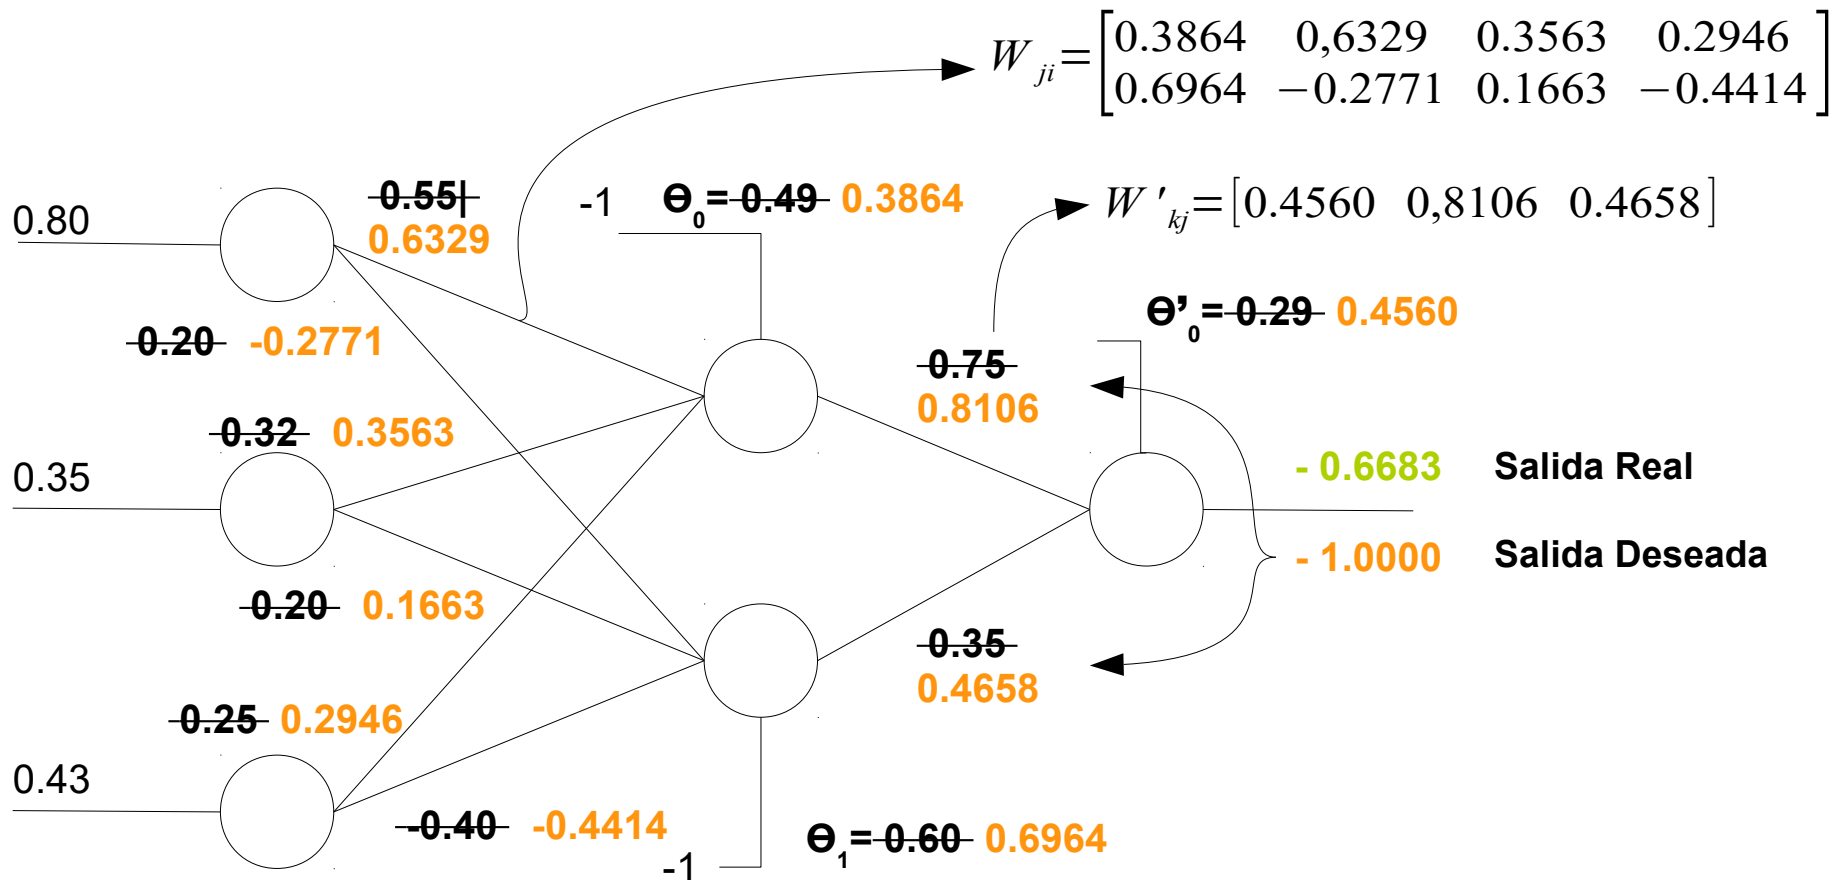 W ji = [ 0.3864 0,6329 0.3563 0.2946
0.6964 −0.2771 0.1663 −0.4414 ]
W ' kj = [ 0.4560 0,8106 0.4658 ]
0.80
0.55|
0.6329
-1
Ɵ0= 0.49 0.3864
0.20 -0.2771
Ɵ’0= 0.29 0.4560
0.75
0.8106
0.32 0.3563
0.35
- 0.6683 Salida Real
- 1.0000 Salida Deseada
0.20 0.1663
0.35
0.4658
0.25 0.2946
0.43
-0.40 -0.4414
-1
Ɵ1= 0.60 0.6964